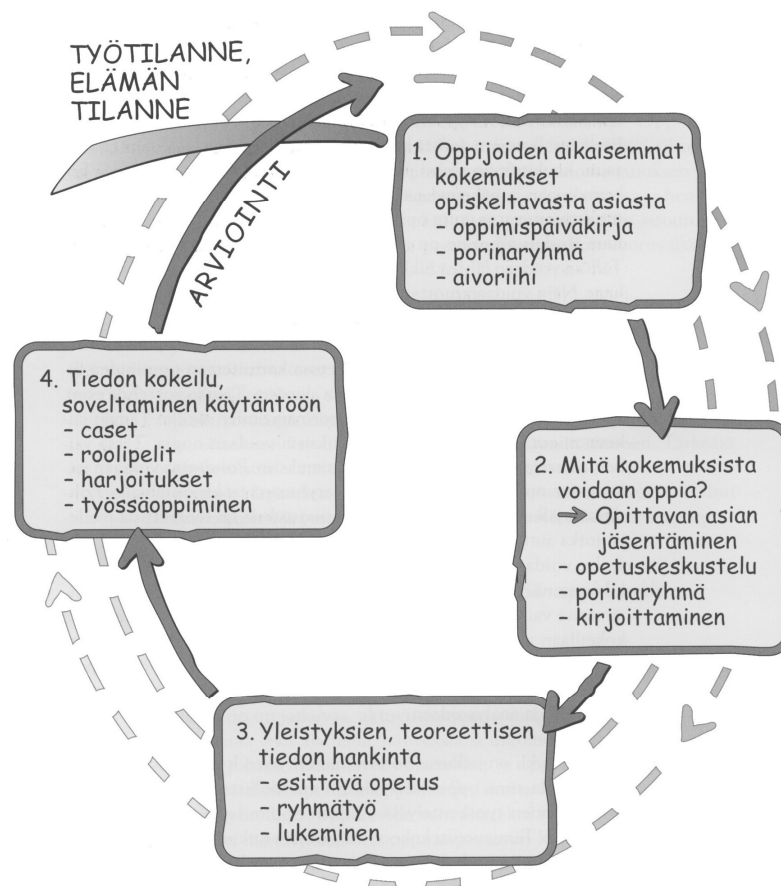 TYÖTILANNE,
ELÄMÄN
TILANNE
ARVIOINTI
1. Oppijoiden aikaisemmat
kokemukset
opiskeltavasta asiasta
– oppimispäiväkirja
– porinaryhmä
– aivoriihi
2. Mitä kokemuksista
voidaan oppia?
→ Opittavan asian
jäsentäminen
– opetuskeskustelu
– porinaryhmä
– kirjoittaminen
3. Yleistyksien, teoreettisen
tiedon hankinta
– esittävä opetus
– ryhmätyö
– lukeminen
4. Tiedon kokeilu,
soveltaminen käytäntöön
– caset
– roolipelit
– harjoitukset
– työssäoppiminen